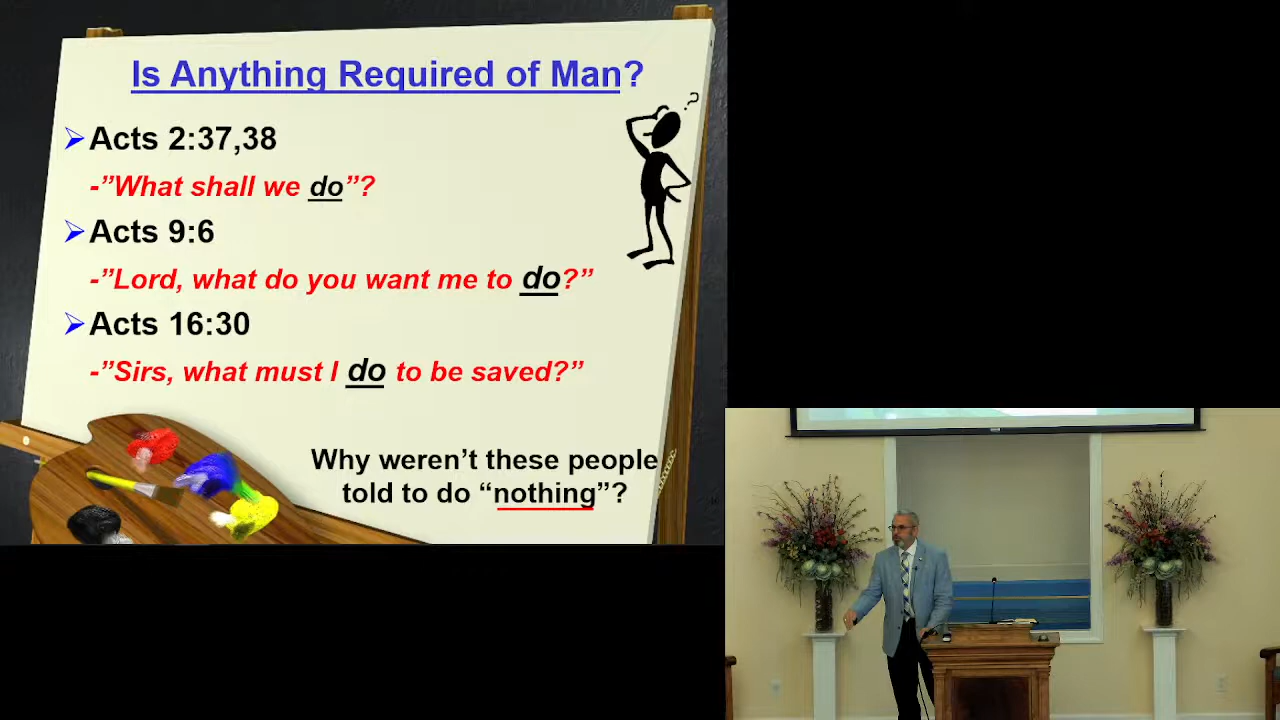 Is Anything Required of Man?
Acts 2:37,38
-”What shall we do”?
Acts 9:6
-”Lord, what do you want me to do?”
Acts 16:30
-”Sirs, what must I do to be saved?”
Why weren’t these people
told to do “nothing”?
?